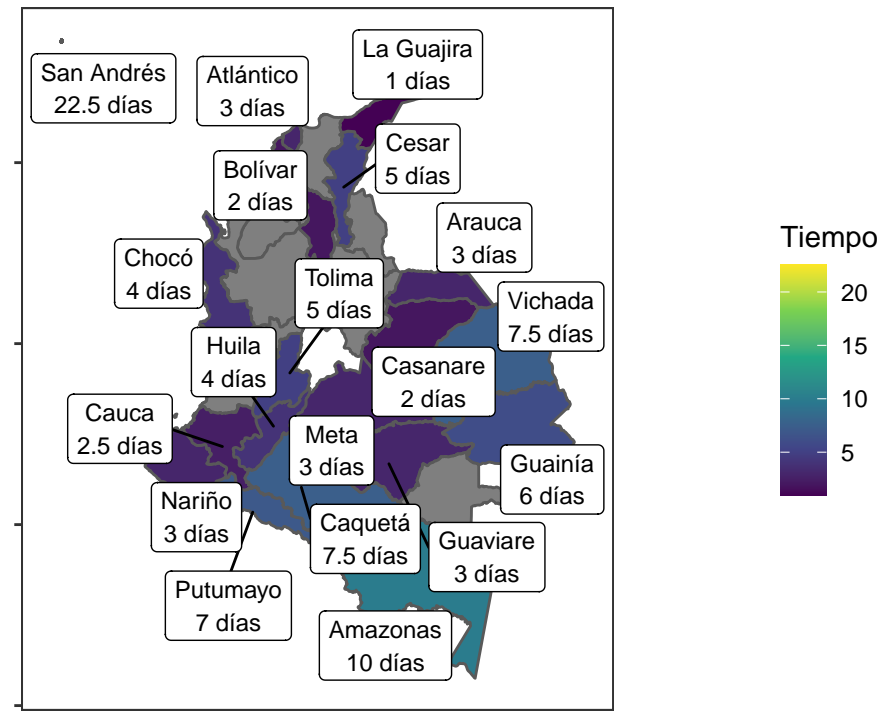 La Guajira
1 días
San Andrés
22.5 días
Atlántico
3 días
Cesar
5 días
Bolívar
2 días
Arauca
3 días
Chocó
4 días
Tolima
5 días
Vichada
7.5 días
Huila
4 días
Casanare
2 días
Cauca
2.5 días
Meta
3 días
Guainía
6 días
Nariño
3 días
Caquetá
7.5 días
Guaviare
3 días
Putumayo
7 días
Amazonas
10 días
Tiempo
20
15
10
5